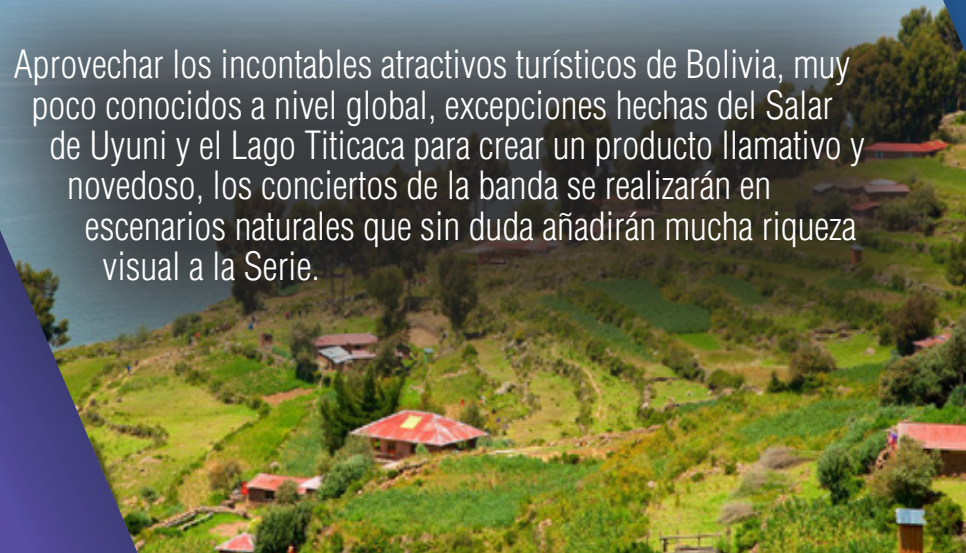 Aprovechar los incontables atractivos turísticos de Bolivia, muy
poco conocidos a nivel global, excepciones hechas del Salar
de Uyuni y el Lago Titicaca para crear un producto llamativo y
novedoso, los conciertos de la banda se realizarán en
escenarios naturales que sin duda añadirán mucha riqueza
visual a la Serie.